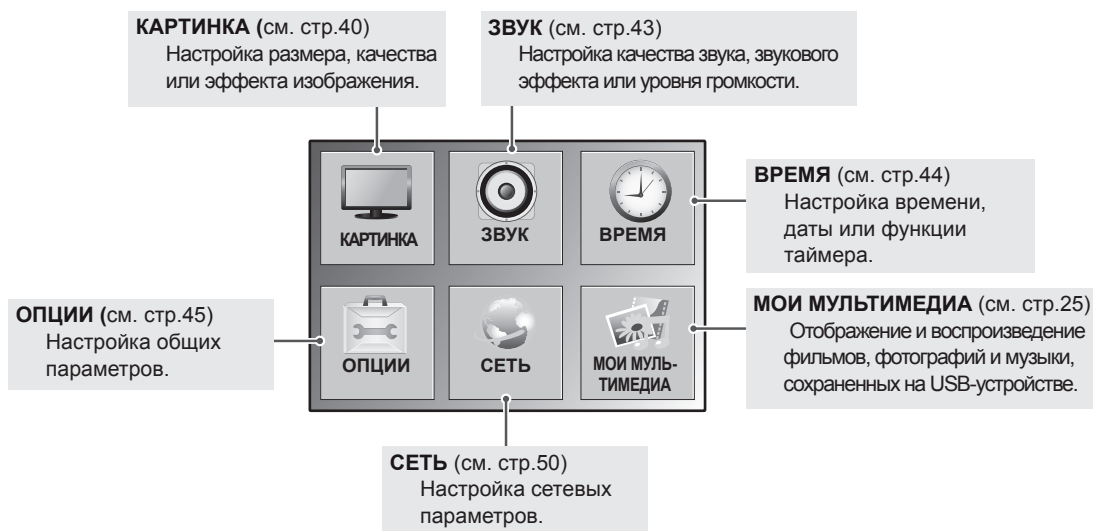 КАРТИНКА (см. стр.40)
Настройка размера, качества
или эффекта изображения.
ЗВУК (см. стр.43)
Настройка качества звука, звукового
эффекта или уровня громкости.
КАРТИНКА
ЗВУК
ВРЕМЯ
ВРЕМЯ (см. стр.44)
Настройка времени,
даты или функции
таймера.
ОПЦИИ (см. стр.45)
Настройка общих
параметров.
ОПЦИИ
СЕТЬ
МОИ МУЛЬ-
ТИМЕДИА
МОИ МУЛЬТИМЕДИА (см. стр.25)
Отображение и воспроизведение
фильмов, фотографий и музыки,
сохраненных на USB-устройстве.
СЕТЬ (см. стр.50)
Настройка сетевых
параметров.